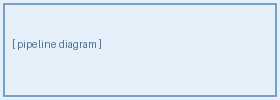 [ pipeline diagram ]